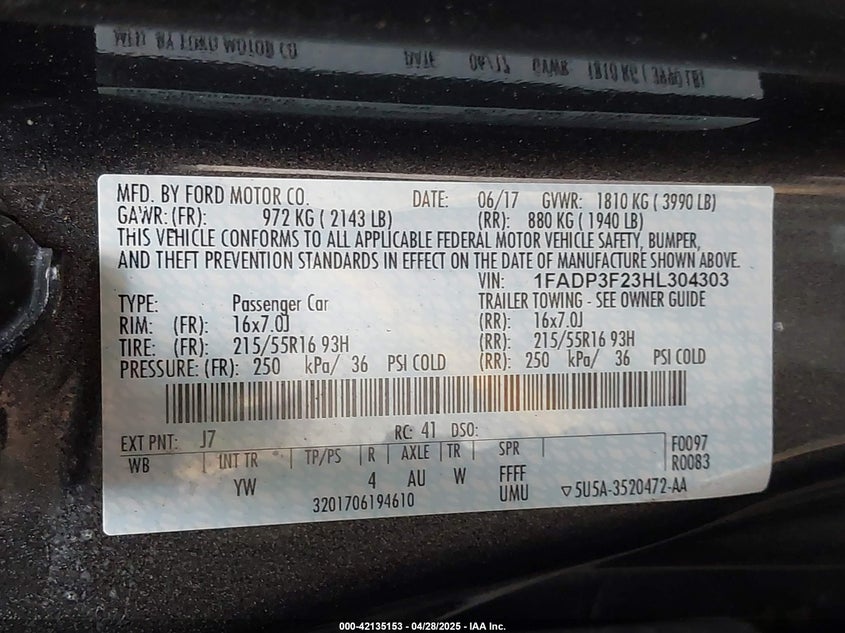 MFD. BY FORD MOTOR CO. DATE: 06/17 GVWR: 1810 KG ( 3990 LB)
GAWR: (FR): 972 KG ( 2143 LB) (RR): 880 KG ( 1940 LB)
THIS VEHICLE CONFORMS TO ALL APPLICABLE FEDERAL MOTOR VEHICLE SAFETY, BUMPER,
AND THEFT PREVENTION STANDARDS IN EFFECT ON THE DATE OF MANUFACTURE SHOWN ABOVE.
VIN: 1FADP3F23HL304303
TYPE: Passenger Car TRAILER TOWING - SEE OWNER GUIDE
RIM: (FR): 16x7.0J (RR): 16x7.0J
TIRE: (FR): 215/55R16 93H (RR): 215/55R16 93H
PRESSURE: (FR): 250 kPa/ 36 PSI COLD (RR): 250 kPa/ 36 PSI COLD
EXT PNT: J7 RC: 41 DSO: F0097
WB INT TR TP/PS R AXLE TR SPR R0083
YW 4 AU W FFFF
UMU
3201706194610 ▽5U5A-3520472-AA
000-42135153 - 04/28/2025 - IAA Inc.